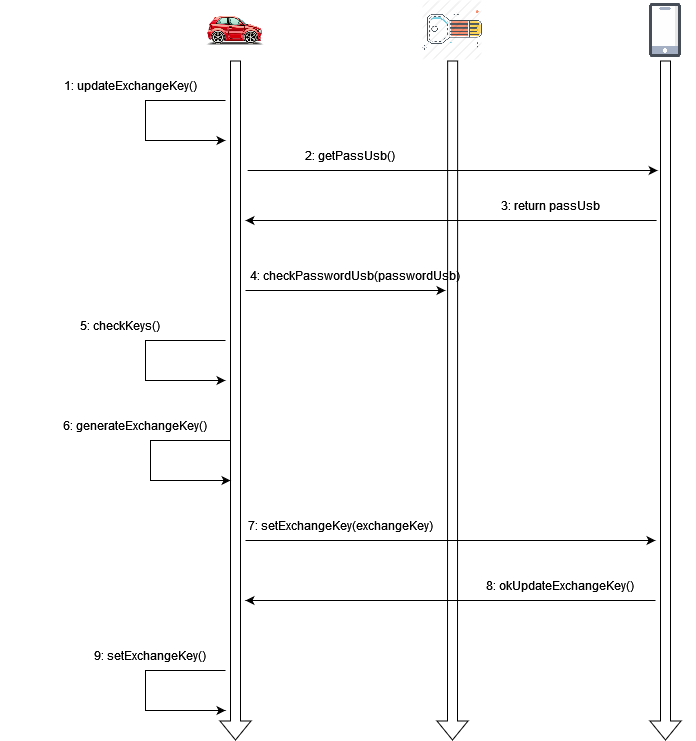 1: updateExchangeKey()
2: getPassUsb()
3: return passUsb
4: checkPasswordUsb(passwordUsb)
5: checkKeys()
6: generateExchangeKey()
7: setExchangeKey(exchangeKey)
8: okUpdateExchangeKey()
9: setExchangeKey()